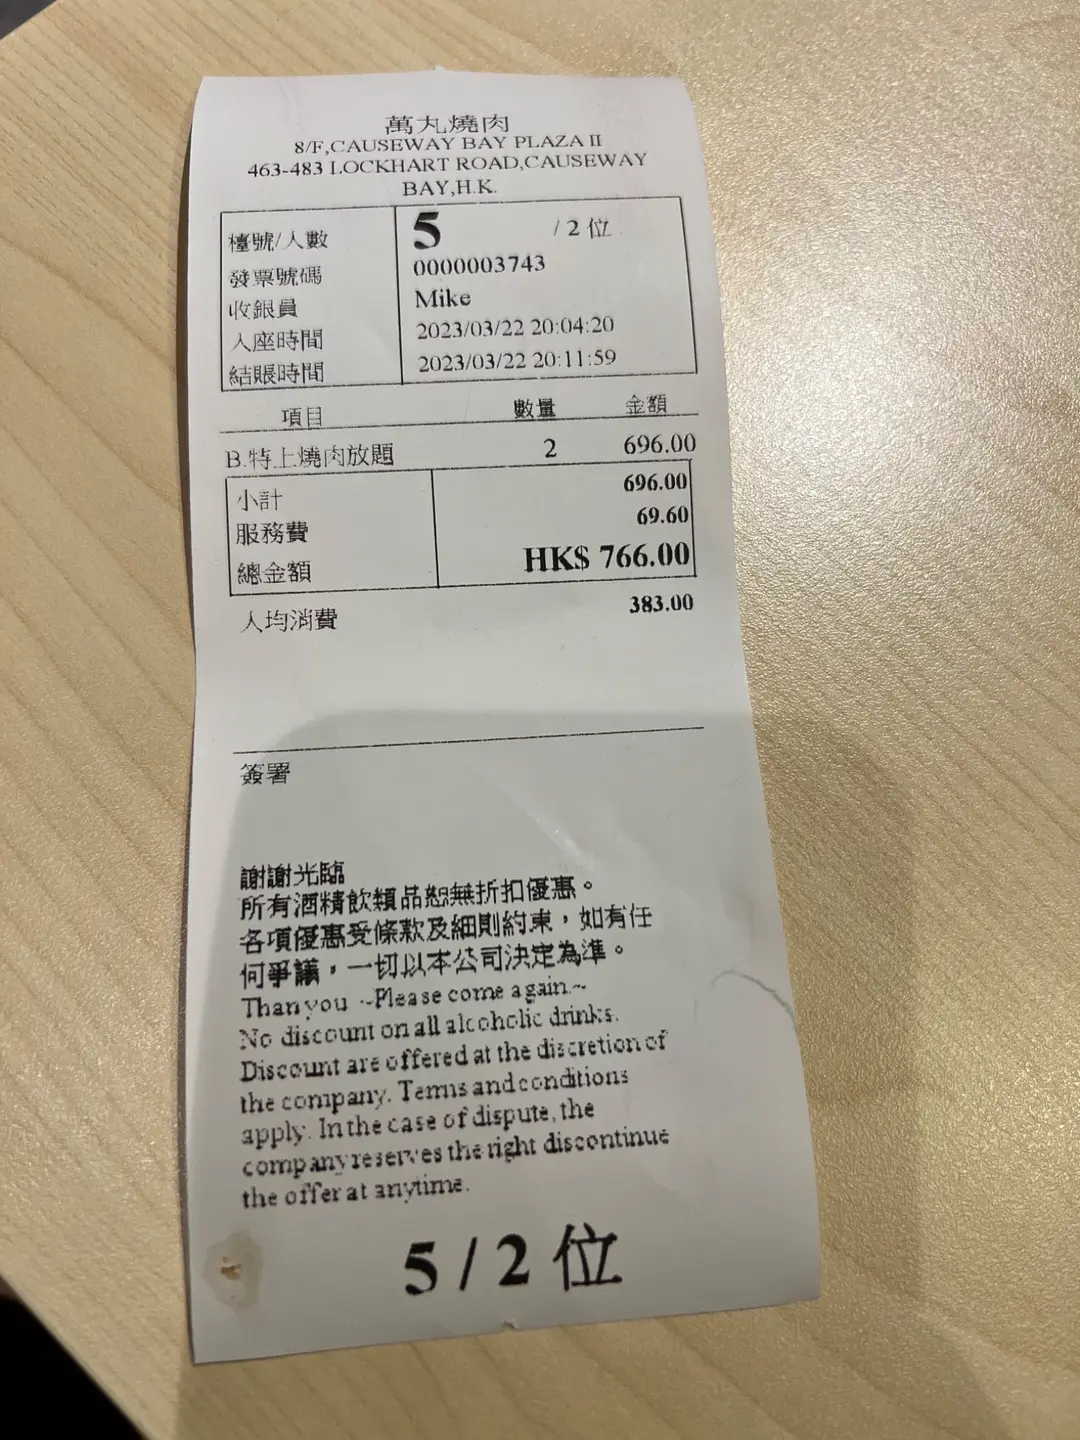 萬丸燒肉
8/F,CAUSEWAY BAY PLAZA II
463-483 LOCKHART ROAD,CAUSEWAY
BAY,H.K.
檯號/人數 5 / 2 位
發票號碼 0000003743
收銀員 Mike
入座時間 2023/03/22 20:04:20
結賬時間 2023/03/22 20:11:59
項目 數量 金額
B.特上燒肉放題 2 696.00
小計 696.00
服務費 69.60
總金額 HK$ 766.00
人均消費 383.00
簽署
謝謝光臨
所有酒精飲類品恕無折扣優惠。
各項優惠受條款及細則約束，如有任
何爭議，一切以本公司決定為準。
Thank you ~Please come again.~
No discount on all alcoholic drinks.
Discount are offered at the discretion of
the company. Terms and conditions
apply. In the case of dispute, the
company reserves the right discontinue
the offer at anytime.
5 / 2 位